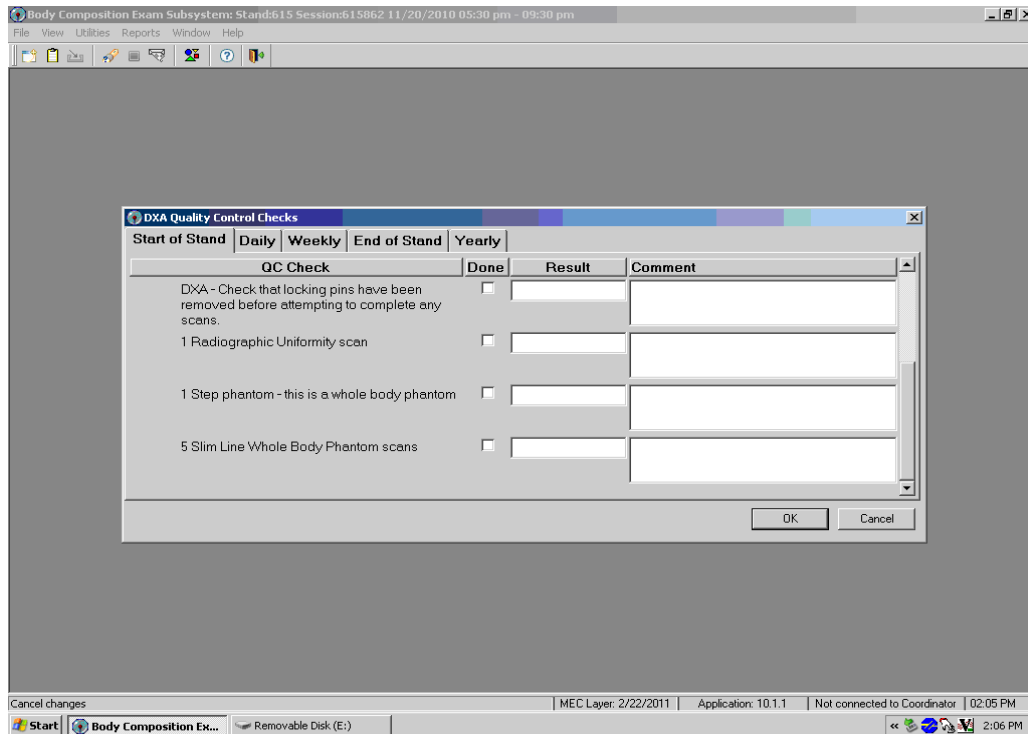 Body Composition Exam Subsystem: Stand:615 Session:615862 11/20/2010 05:30 pm - 09:30 pm
File View Utilities Reports Window Help
DXA Quality Control Checks
Start of Stand Daily Weekly End of Stand Yearly
QC Check Done Result Comment
DXA - Check that locking pins have been
removed before attempting to complete any
scans.
1 Radiographic Uniformity scan
1 Step phantom - this is a whole body phantom
5 Slim Line Whole Body Phantom scans
OK Cancel
Cancel changes MEC Layer: 2/22/2011 Application: 10.1.1 Not connected to Coordinator 02:05 PM
Start Body Composition Ex... Removable Disk (E:) 2:06 PM